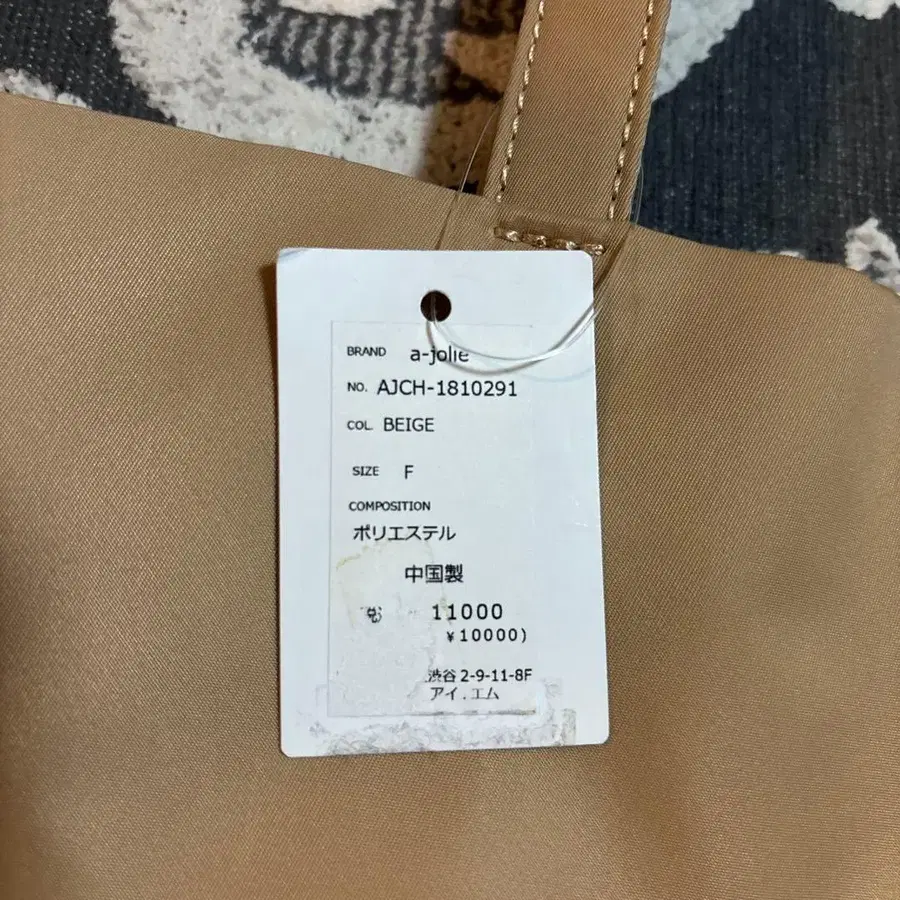 BRAND a-jolie
NO. AJCH-1810291
COL. BEIGE
SIZE F
COMPOSITION
ポリエステル
中国製
税 11000
¥10000)
渋谷 2-9-11-8F
アイ.エム